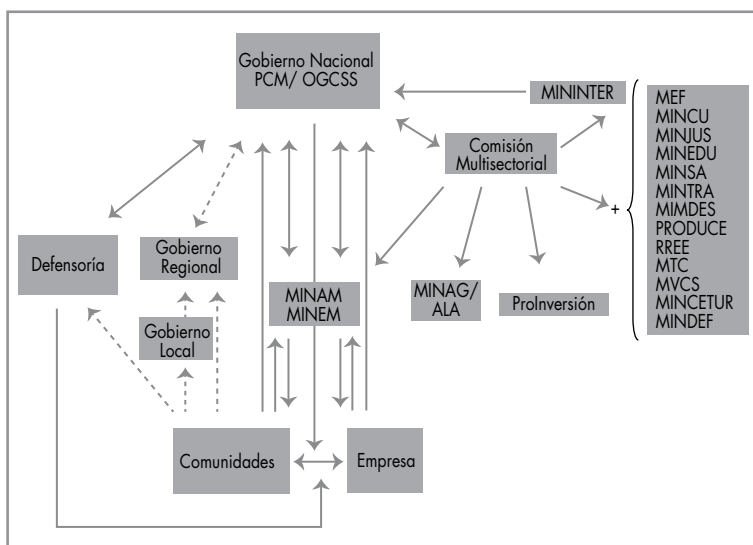 Gobierno Nacional
PCM/ OGCSS
MININTER
Comisión
Multisectorial
+
MEF
MINCU
MINJUS
MINEDU
MINSA
MINTRA
MIMDES
PRODUCE
RREE
MTC
MVCS
MINCETUR
MINDEF
Defensoría
Gobierno
Regional
MINAM
MINEM
MINAG/
ALA
ProInversión
Gobierno
Local
Comunidades
Empresa